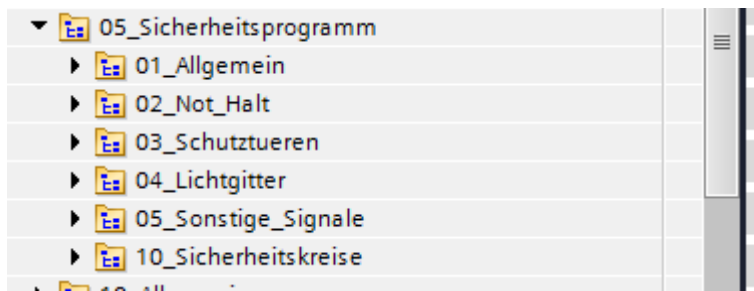 05_Sicherheitsprogramm
01_Allgemein
02_Not_Halt
03_Schutztueren
04_Lichtgitter
05_Sonstige_Signale
10_Sicherheitskreise